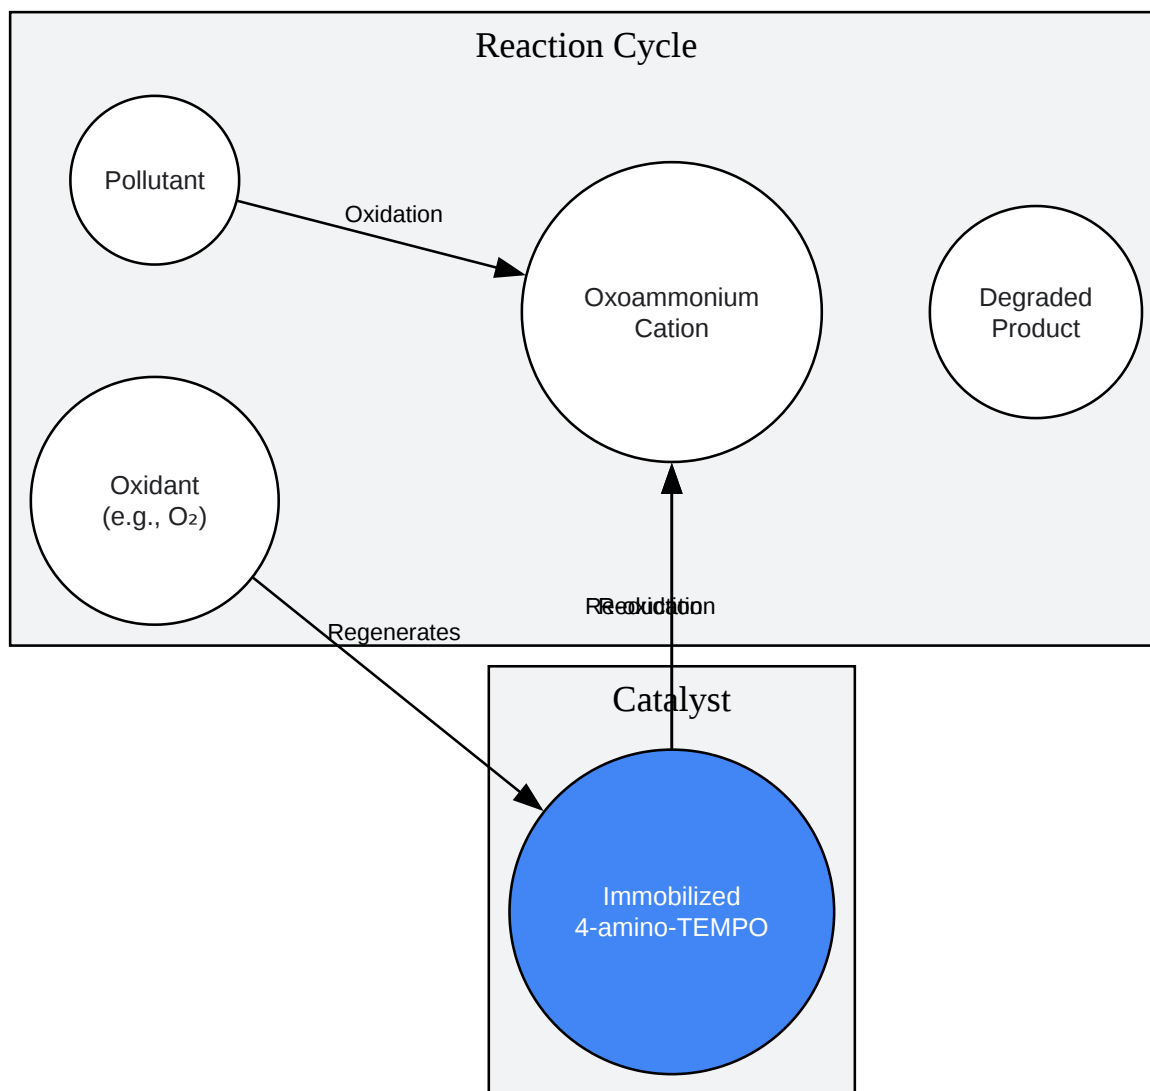 Reaction Cycle
Pollutant
Oxidation
Oxoammonium
Cation
Degraded
Product
Oxidant
(e.g., O₂)
Regenerates
Catalyst
Immobilized
4-amino-TEMPO